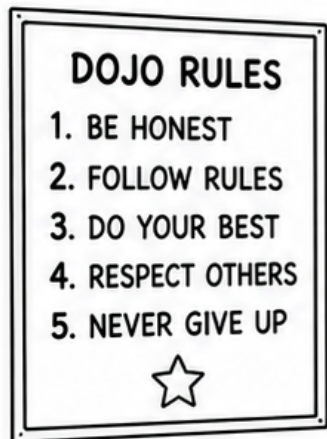 DOJO RULES
1. BE HONEST
2. FOLLOW RULES
3. DO YOUR BEST
4. RESPECT OTHERS
5. NEVER GIVE UP